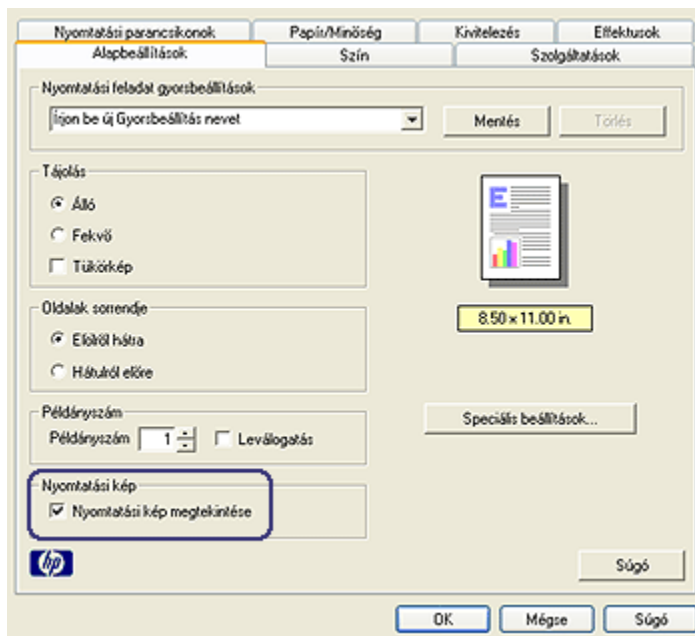 Nyomtatási parancsikonok Papír/Minőség Kivitelezés Effektusok
Alapbeállítások Szín Szolgáltatások
Nyomtatási feladat gyorsbeállítások
Írjon be új Gyorsbeállítás nevet Mentés Törlés
Tájolás
Álló
Fekvő
Tükörkép
E
Oldalak sorrendje
8.50 x 11.00 in.
Elölről hátra
Hátulról előre
Példányszám
Példányszám 1 Leválogatás
Speciális beállítások...
Nyomtatási kép
Nyomtatási kép megtekintése
hp
Súgó
OK Mégse Súgó